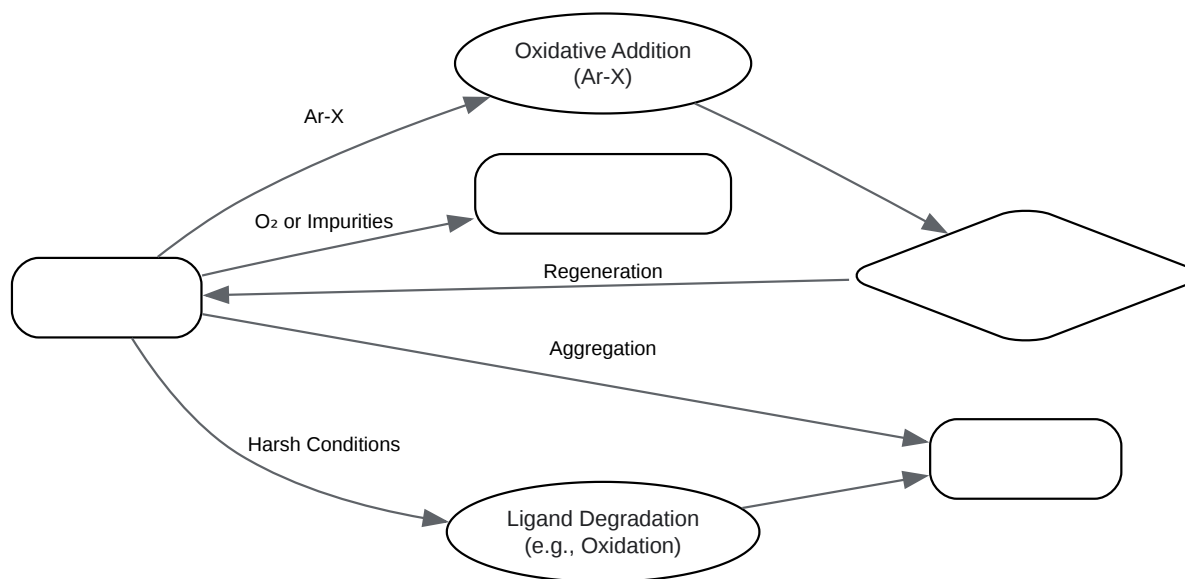 Oxidative Addition
(Ar-X)
Ar-X
O₂ or Impurities
Regeneration
Aggregation
Harsh Conditions
Ligand Degradation
(e.g., Oxidation)